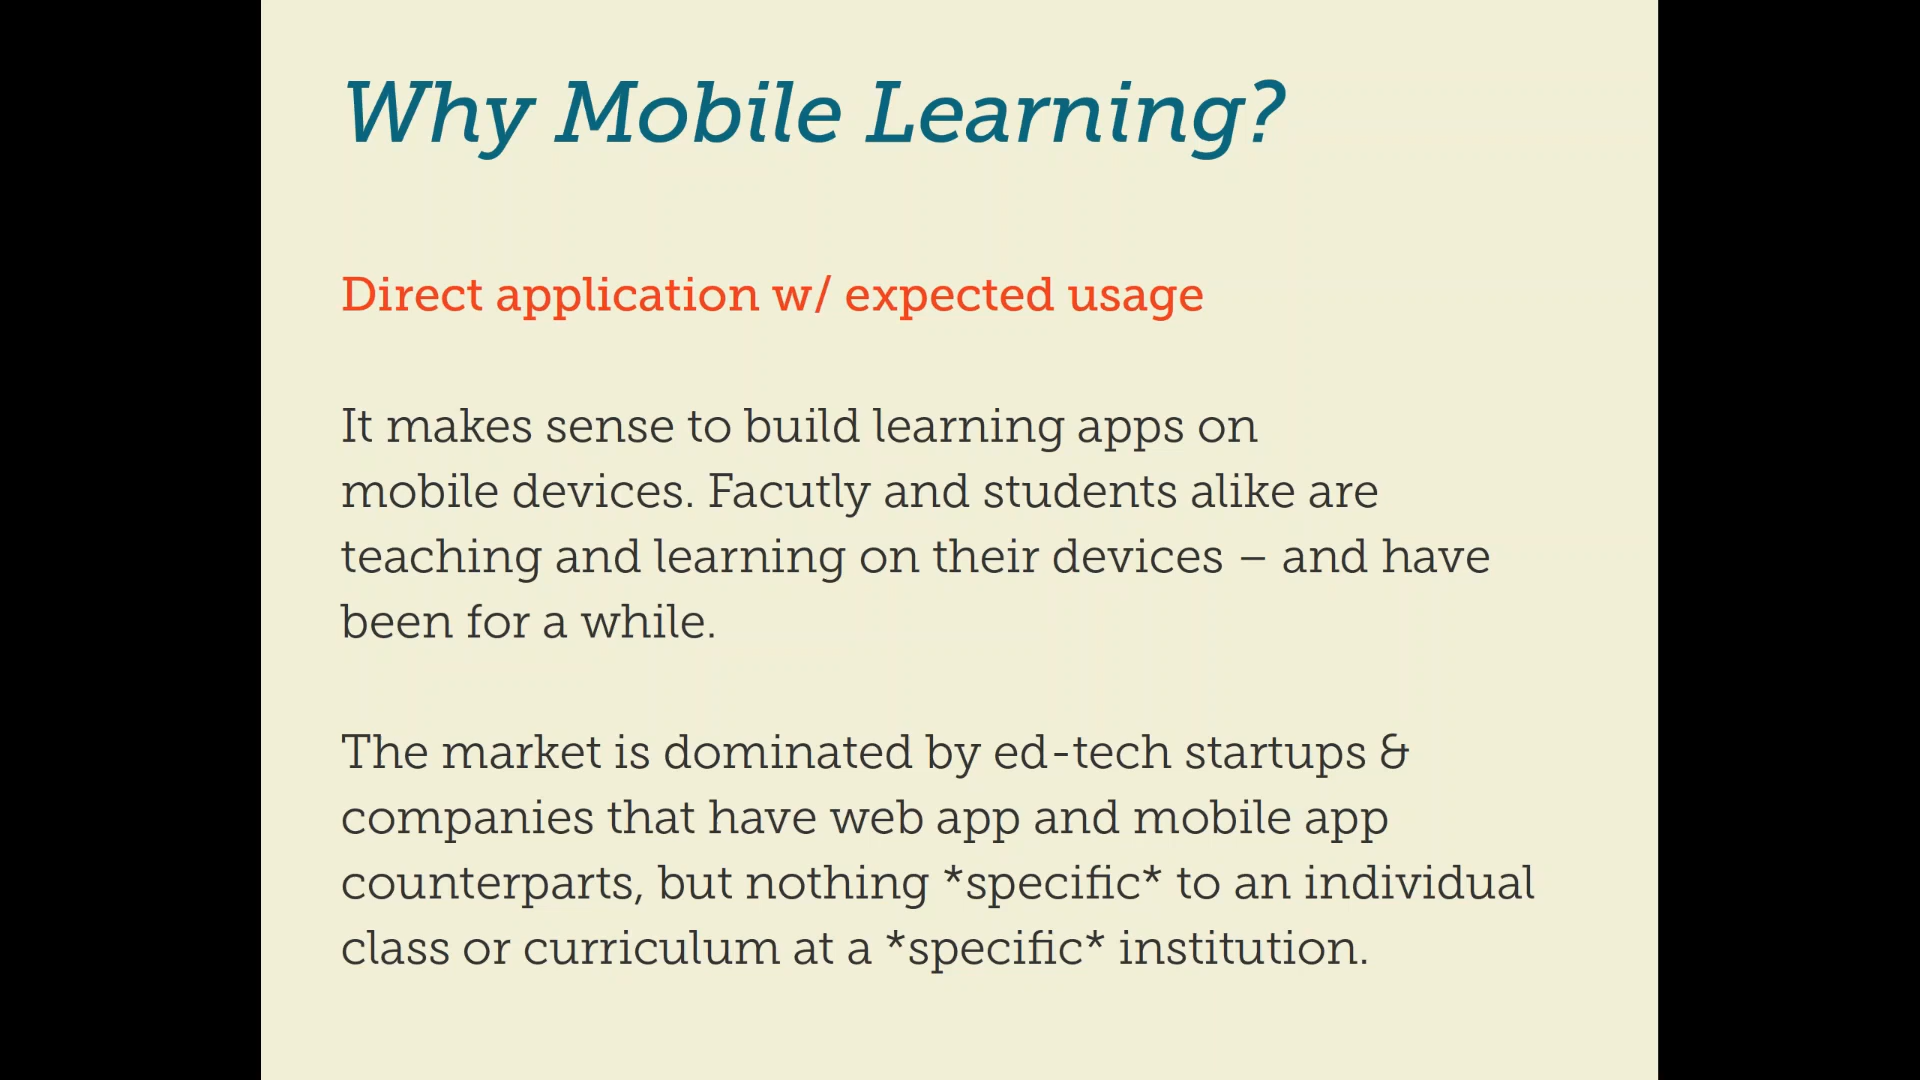 Why Mobile Learning?
Direct application w/ expected usage
It makes sense to build learning apps on
mobile devices. Facutly and students alike are
teaching and learning on their devices – and have
been for a while.
The market is dominated by ed-tech startups &
companies that have web app and mobile app
counterparts, but nothing *specific* to an individual
class or curriculum at a *specific* institution.